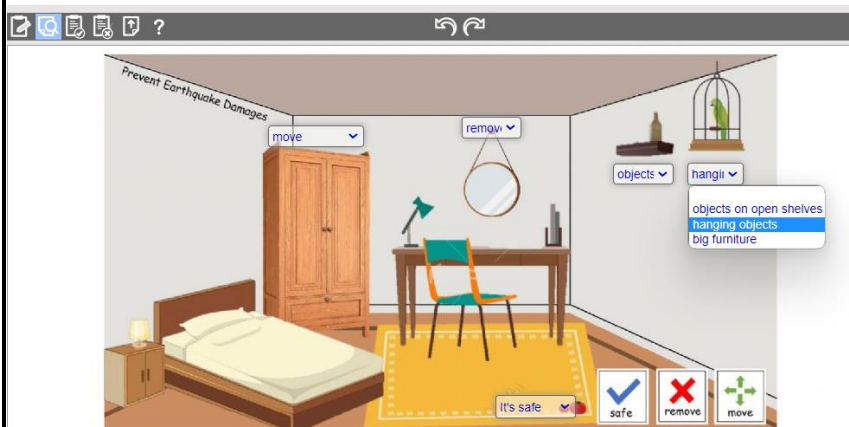 ?
Prevent Earthquake Damages
move
remov
objects
hangin
objects on open shelves
hanging objects
big furniture
It's safe
safe
remove
move